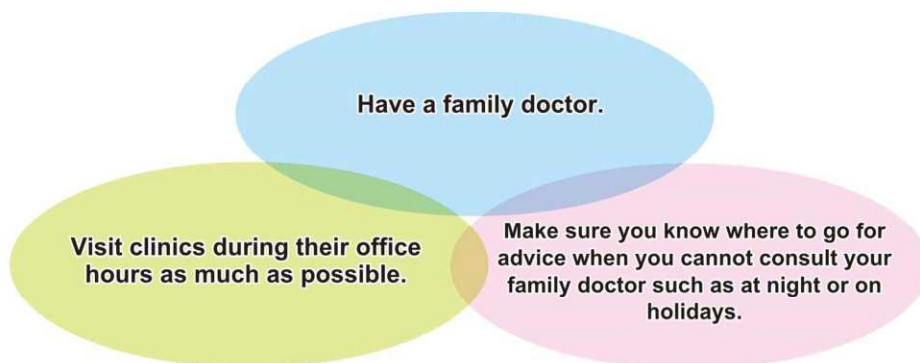 Have a family doctor.
Visit clinics during their office
hours as much as possible.
Make sure you know where to go for
advice when you cannot consult your
family doctor such as at night or on
holidays.